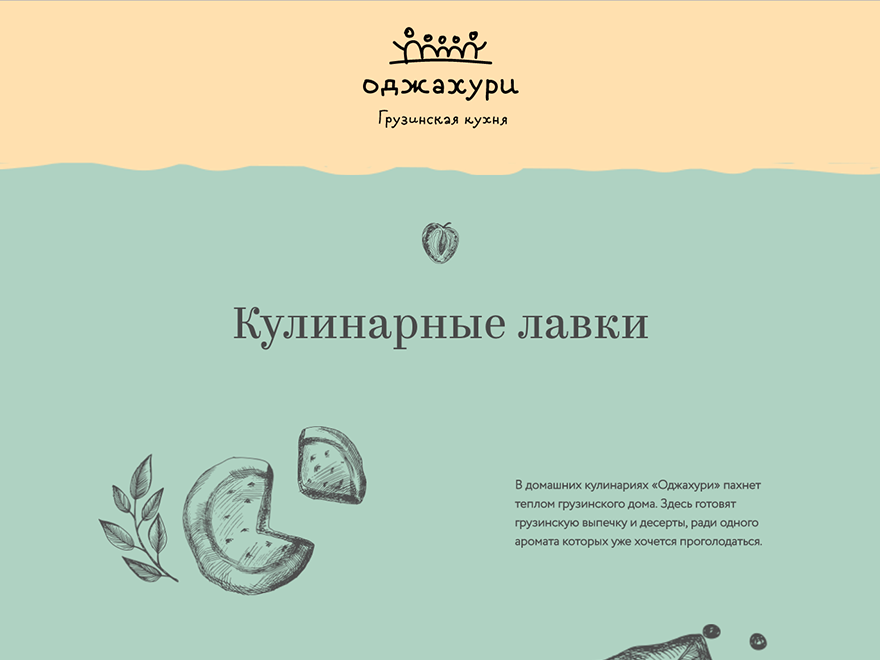 оджахури
Грузинская кухня
Кулинарные лавки
В домашних кулинариях «Оджахури» пахнет
теплом грузинского дома. Здесь готовят
грузинскую выпечку и десерты, ради одного
аромата которых уже хочется проголодаться.